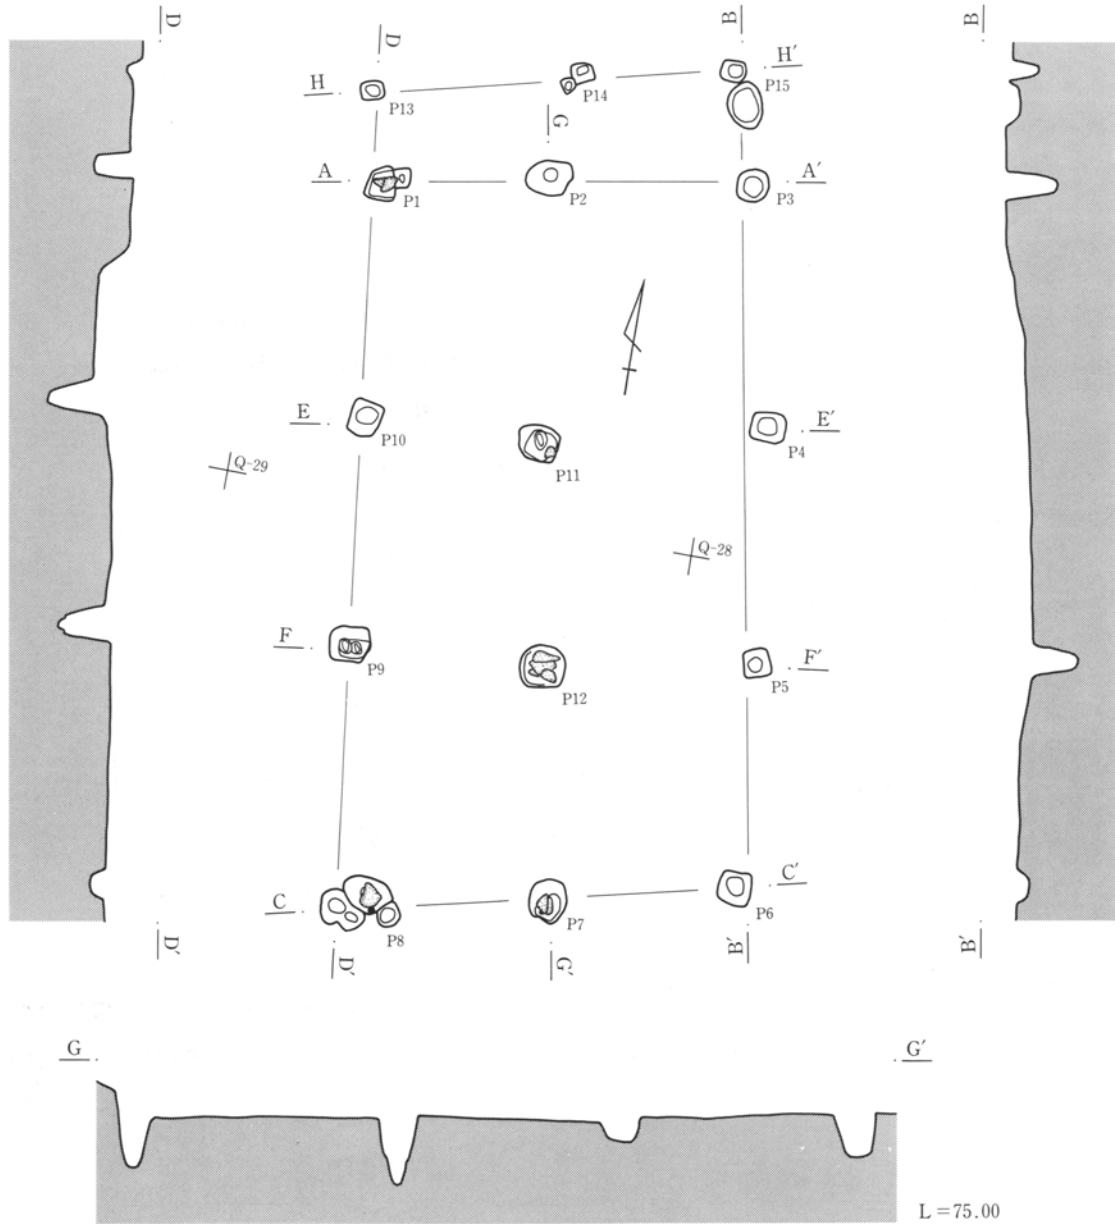 D
D
B
B
H
H′
P13
P14
P15
G
A
A′
P1
P2
P3
E
E′
P10
P11
P4
Q-29
Q-28
F
F′
P9
P12
P5
C
C′
P8
P7
P6
D′
D′
G′
B′
B′
G
G′
L=75.00